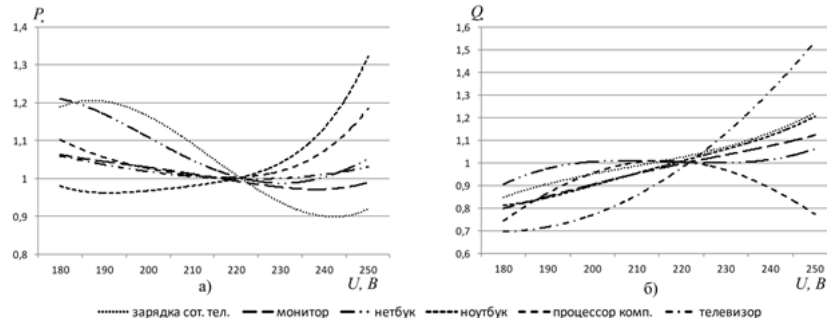 P*
1,4
1,3
1,2
1,1
1
0,9
0,8
180 190 200 210 220 230 240 250
а)
U, В
Q
1,6
1,5
1,4
1,3
1,2
1,1
1
0,9
0,8
0,7
0,6
180 190 200 210 220 230 240 250
б)
U, В
зарядка сот. тел. монитор нетбук ноутбук процессор комп. телевизор